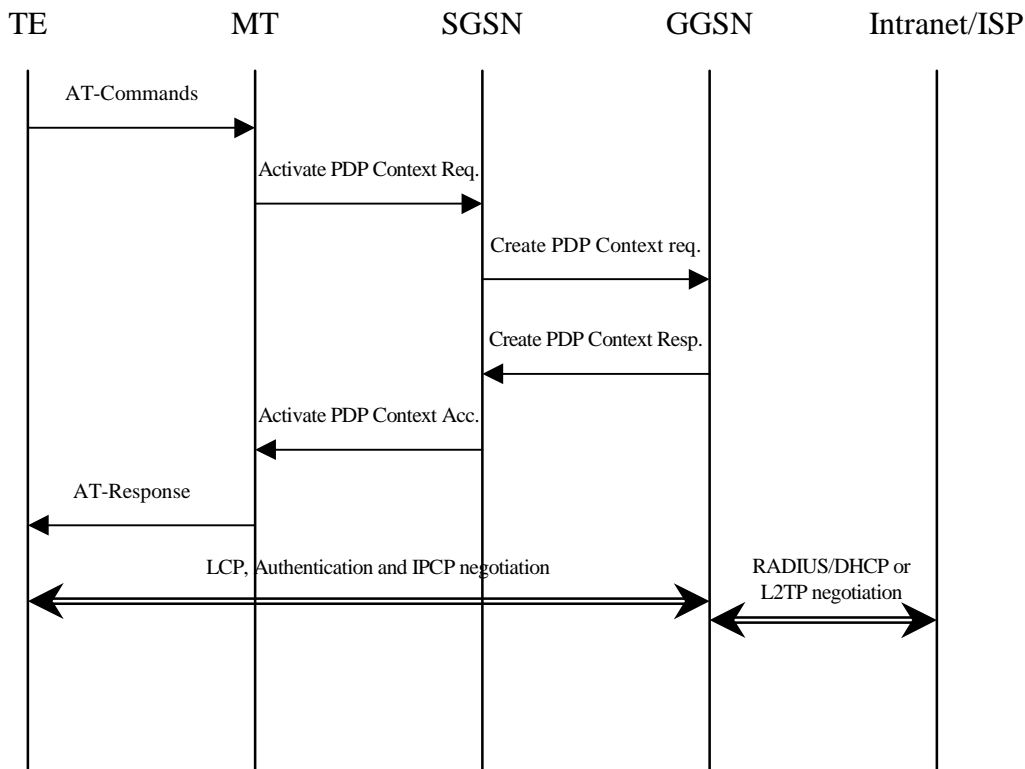 TE MT SGSN GGSN Intranet/ISP
AT-Commands
Activate PDP Context Req.
Create PDP Context req.
Create PDP Context Resp.
Activate PDP Context Acc.
AT-Response
LCP, Authentication and IPCP negotiation
RADIUS/DHCP or
L2TP negotiation